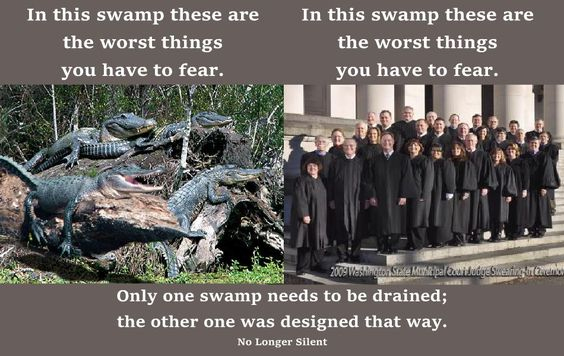 In this swamp these are
the worst things
you have to fear.
In this swamp these are
the worst things
you have to fear.
2009 Washington State Municipal Court Judge Swearing-In Ceremony
Only one swamp needs to be drained;
the other one was designed that way.
No Longer Silent